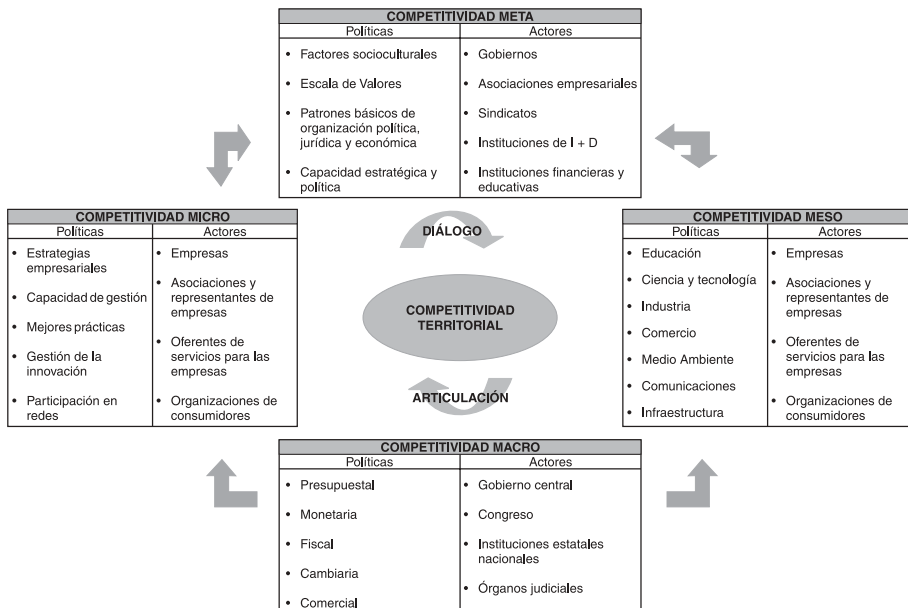 COMPETITIVIDAD META
Políticas
Actores
• Factores socioculturales
• Escala de Valores
• Patrones básicos de
organización política,
jurídica y económica
• Capacidad estratégica y
política
• Gobiernos
• Asociaciones empresariales
• Sindicatos
• Instituciones de I + D
• Instituciones financieras y
educativas
COMPETITIVIDAD MICRO
Políticas
Actores
• Estrategias
empresariales
• Capacidad de gestión
• Mejores prácticas
• Gestión de la
innovación
• Participación en
redes
• Empresas
• Asociaciones y
representantes de
empresas
• Oferentes de
servicios para las
empresas
• Organizaciones de
consumidores
DIÁLOGO
COMPETITIVIDAD
TERRITORIAL
ARTICULACIÓN
COMPETITIVIDAD MESO
Políticas
Actores
• Educación
• Ciencia y tecnología
• Industria
• Comercio
• Medio Ambiente
• Comunicaciones
• Infraestructura
• Empresas
• Asociaciones y
representantes de
empresas
• Oferentes de
servicios para las
empresas
• Organizaciones de
consumidores
COMPETITIVIDAD MACRO
Políticas
Actores
• Presupuestal
• Monetaria
• Fiscal
• Cambiaria
• Comercial
• Gobierno central
• Congreso
• Instituciones estatales
nacionales
• Órganos judiciales